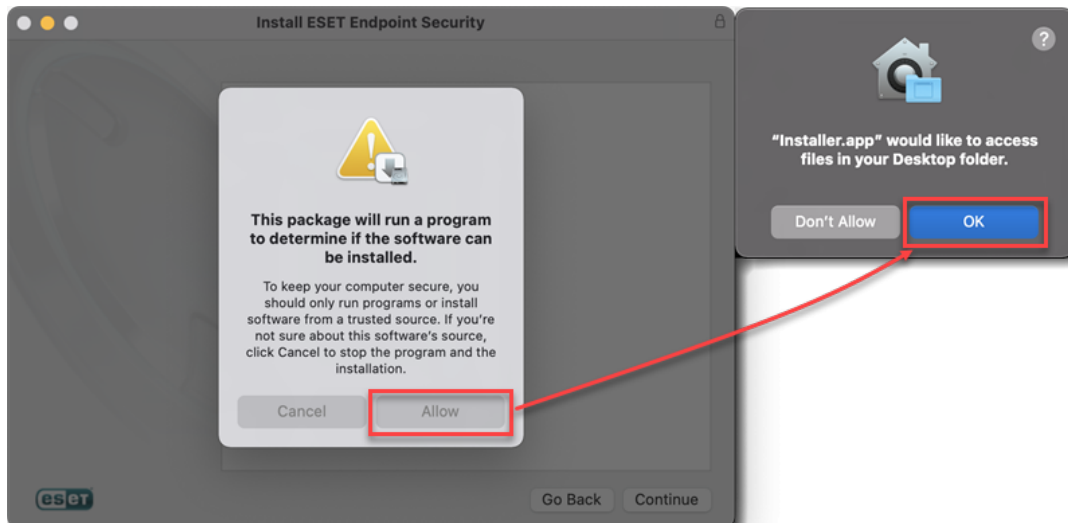 Install ESET Endpoint Security
This package will run a program
to determine if the software can
be installed.
To keep your computer secure, you
should only run programs or install
software from a trusted source. If you're
not sure about this software's source,
click Cancel to stop the program and the
installation.
Cancel
Allow
eset
Go Back
Continue
?
"Installer.app" would like to access
files in your Desktop folder.
Don't Allow
OK